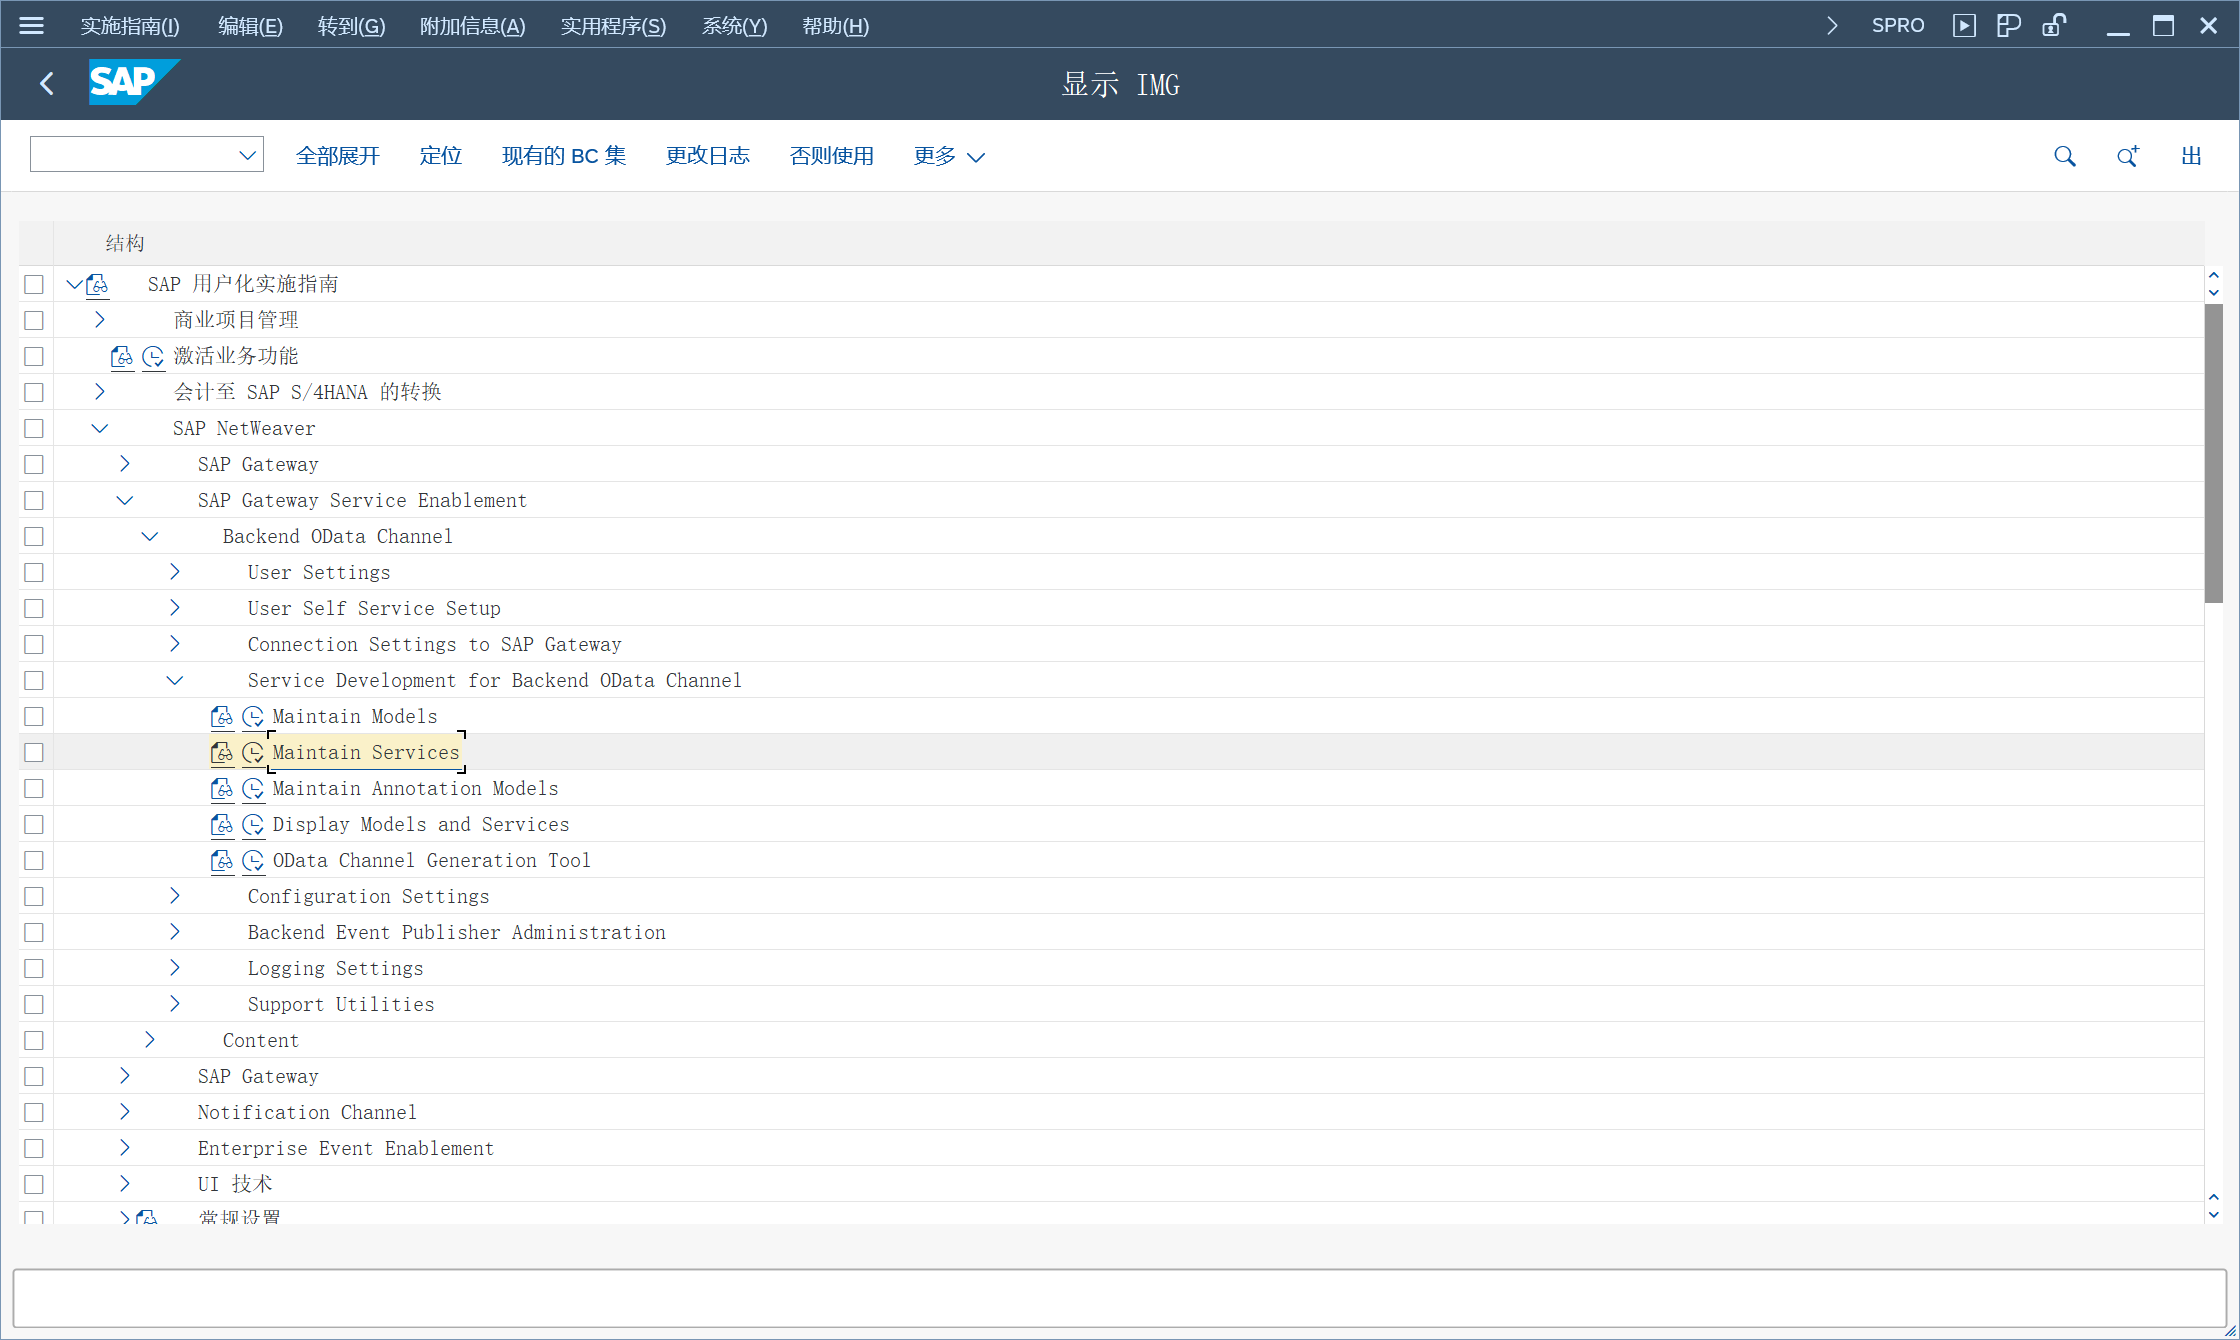 实施指南(I) 编辑(E) 转到(G) 附加信息(A) 实用程序(S) 系统(Y) 帮助(H) SPRO
SAP 显示 IMG
全部展开 定位 现有的 BC 集 更改日志 否则使用 更多 出
结构
SAP 用户化实施指南
商业项目管理
激活业务功能
会计至 SAP S/4HANA 的转换
SAP NetWeaver
SAP Gateway
SAP Gateway Service Enablement
Backend OData Channel
User Settings
User Self Service Setup
Connection Settings to SAP Gateway
Service Development for Backend OData Channel
Maintain Models
Maintain Services
Maintain Annotation Models
Display Models and Services
OData Channel Generation Tool
Configuration Settings
Backend Event Publisher Administration
Logging Settings
Support Utilities
Content
SAP Gateway
Notification Channel
Enterprise Event Enablement
UI 技术
常规设置